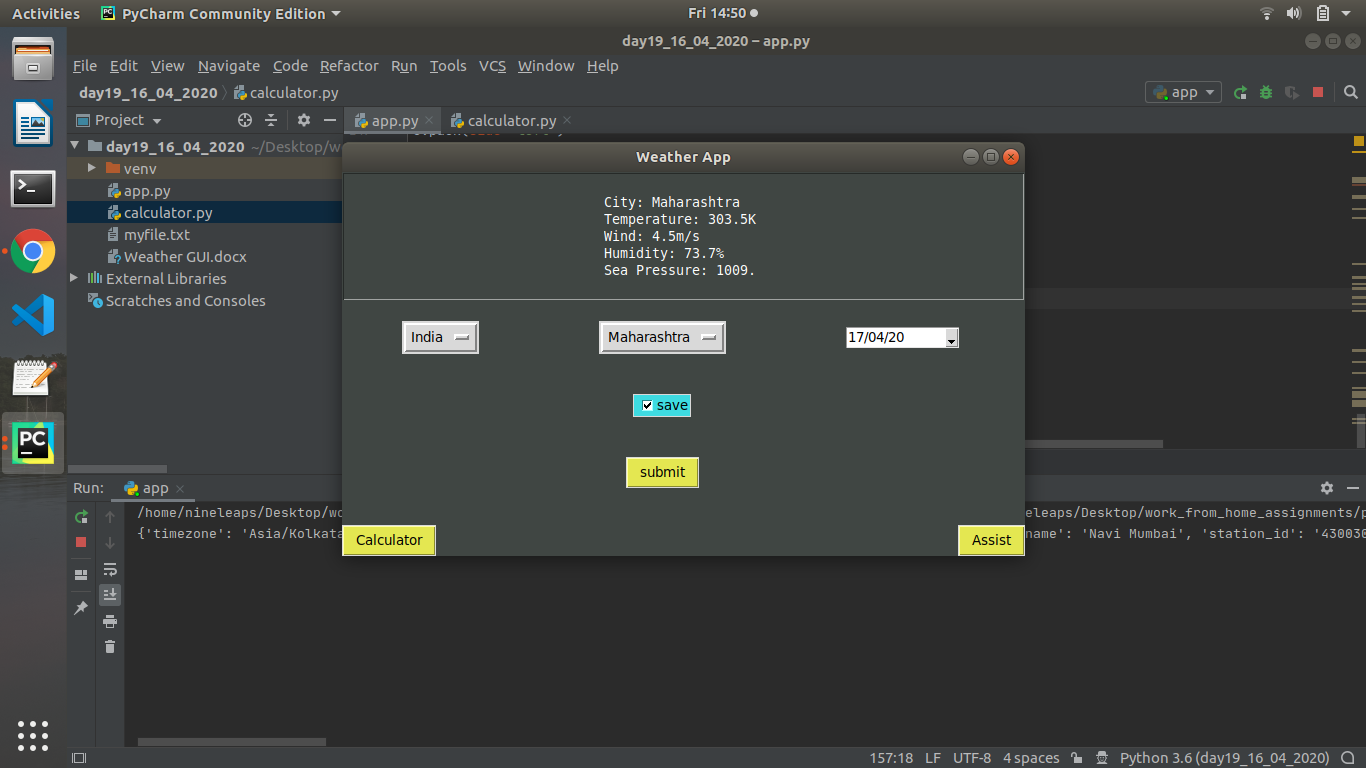 Activities PyCharm Community Edition Fri 14:50
day19_16_04_2020 – app.py
File Edit View Navigate Code Refactor Run Tools VCS Window Help
day19_16_04_2020 calculator.py app
Project app.py calculator.py
day19_16_04_2020 ~/Desktop/w
venv
app.py
calculator.py
myfile.txt
Weather GUI.docx
External Libraries
Scratches and Consoles
Weather App
City: Maharashtra
Temperature: 303.5K
Wind: 4.5m/s
Humidity: 73.7%
Sea Pressure: 1009.
India Maharashtra 17/04/20
save
submit
Calculator Assist
Run: app
/home/nineleaps/Desktop/wo eleaps/Desktop/work_from_home_assignments/p
{'timezone': 'Asia/Kolkata name': 'Navi Mumbai', 'station_id': '430030
157:18 LF UTF-8 4 spaces Python 3.6 (day19_16_04_2020)